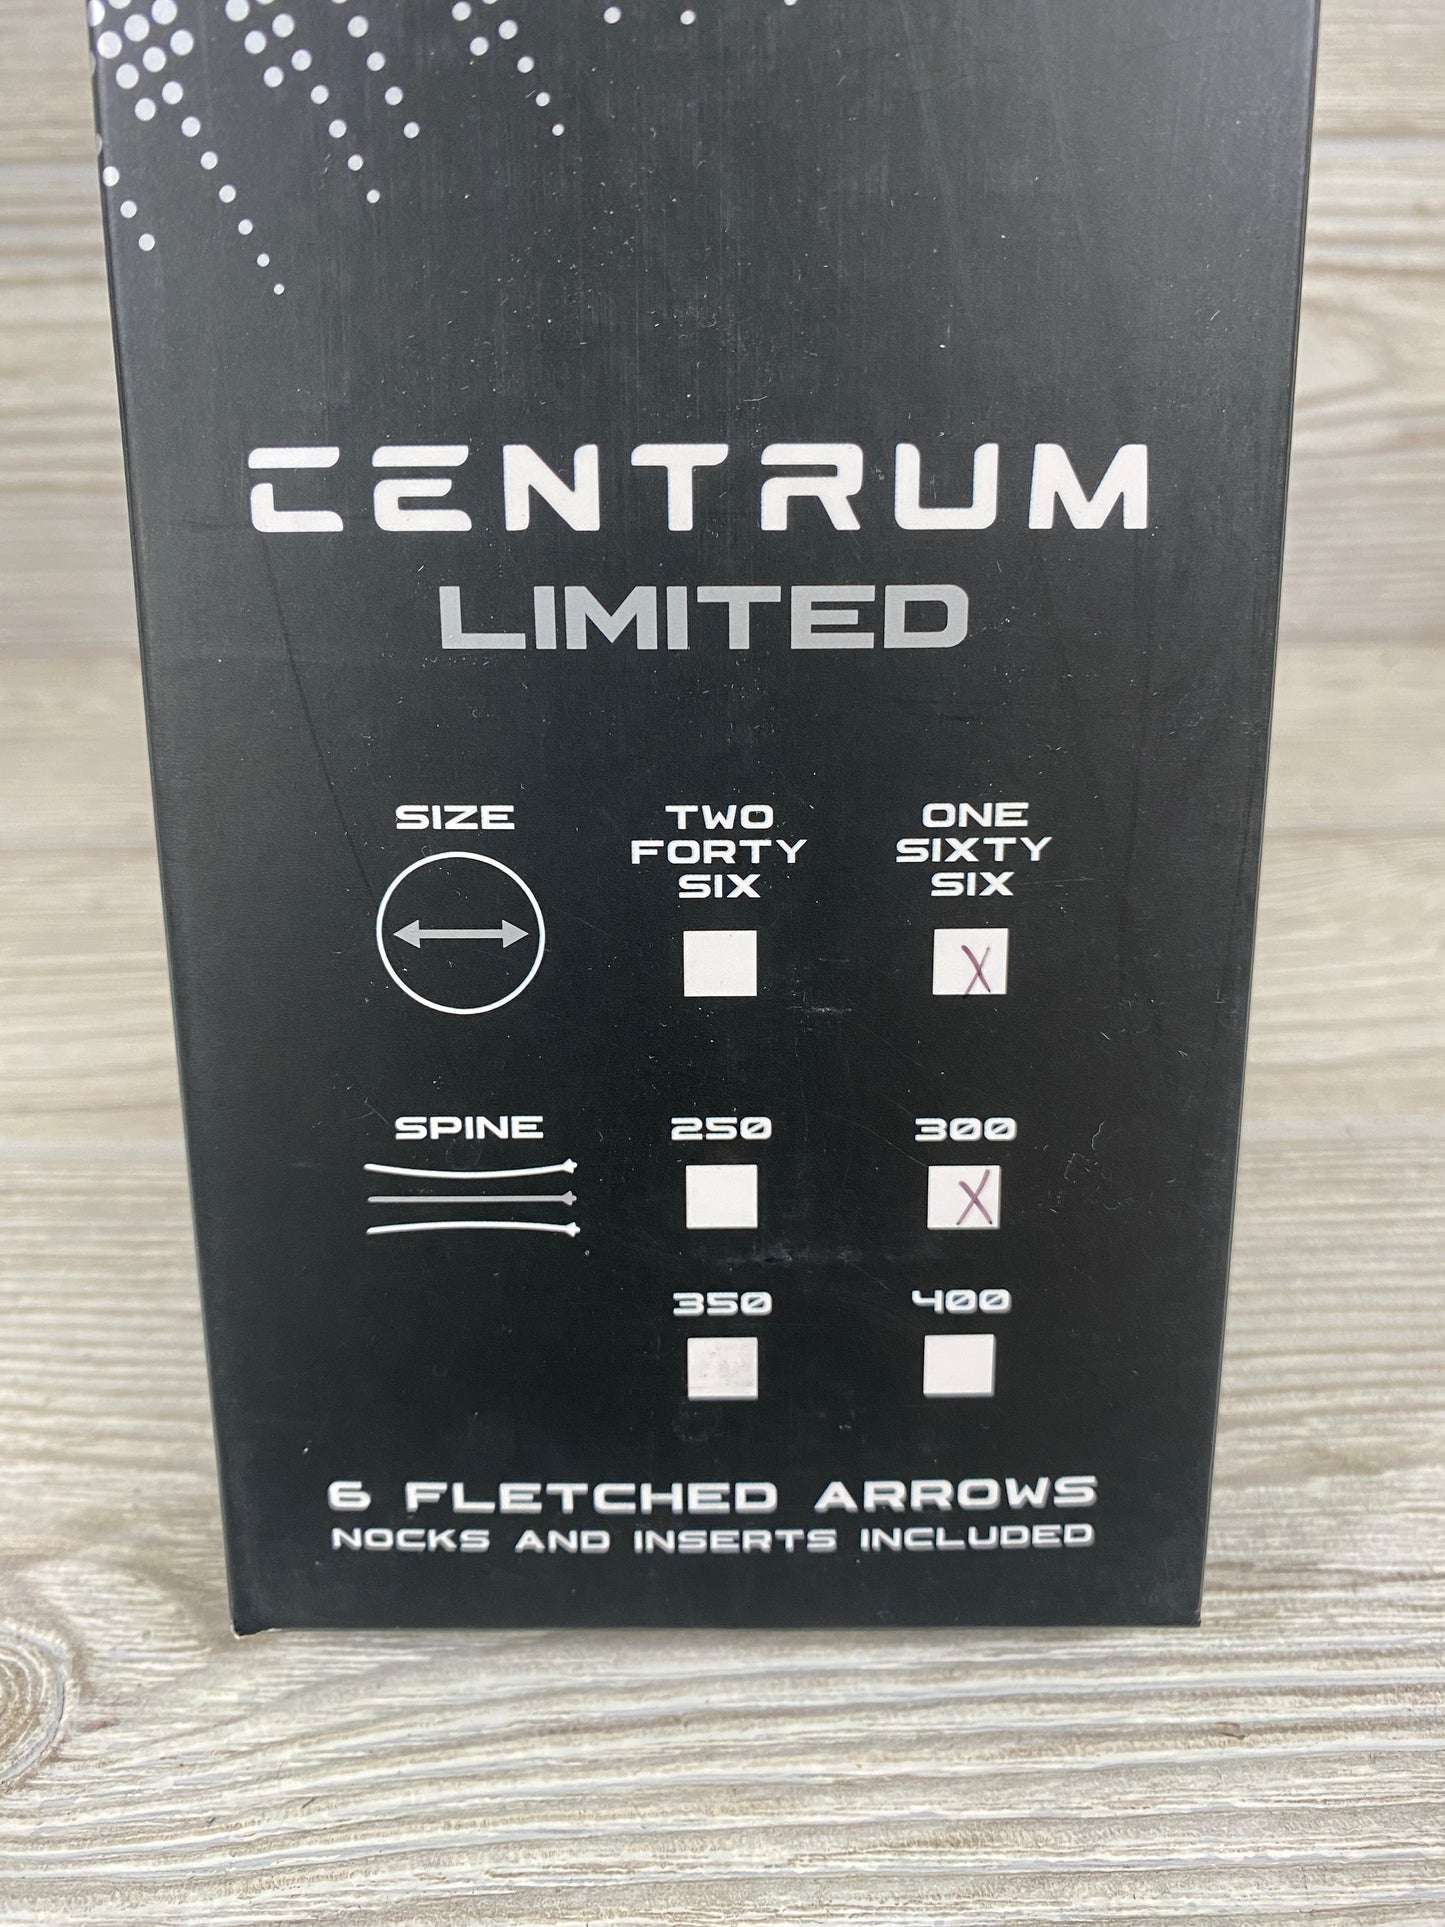 CENTRUM
LIMITED
SIZE
TWO
FORTY
SIX
ONE
SIXTY
SIX
X
SPINE
250
300
X
350
400
6 FLETCHED ARROWS
NOCKS AND INSERTS INCLUDED